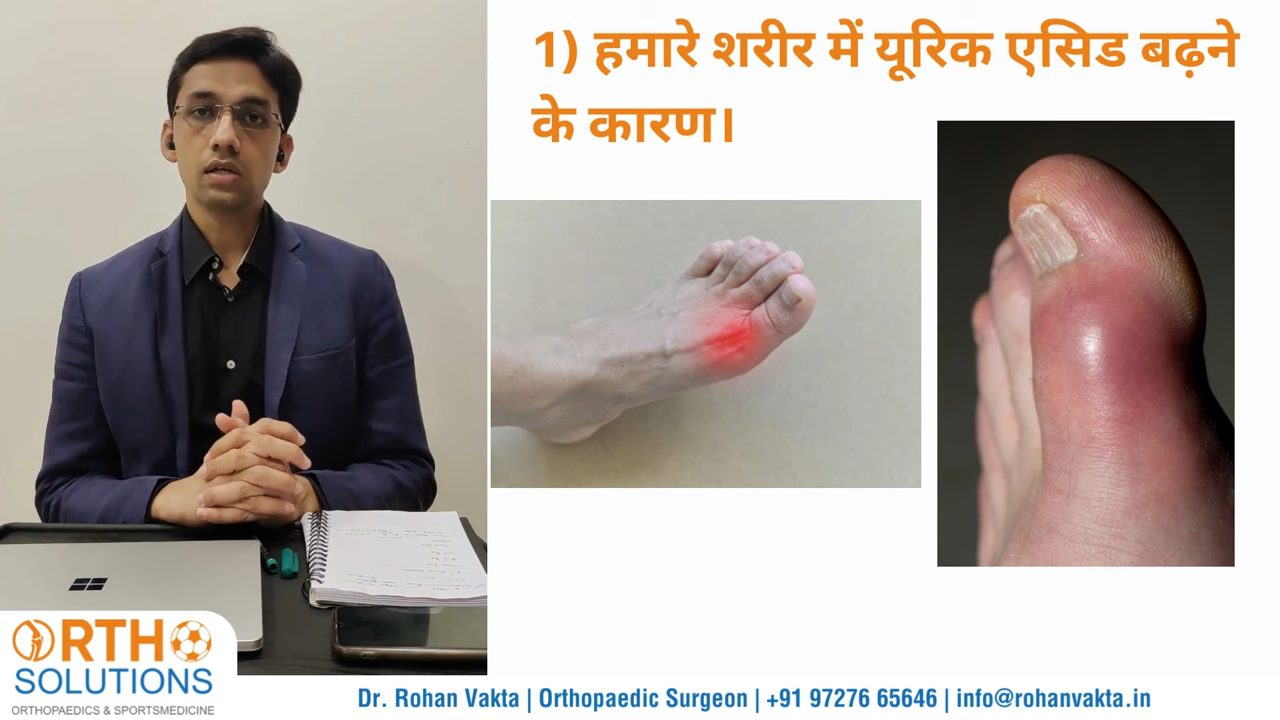 1) हमारे शरीर में यूरिक एसिड बढ़ने
के कारण।
ORTHO
SOLUTIONS
ORTHOPAEDICS & SPORTSMEDICINE
Dr. Rohan Vakta | Orthopaedic Surgeon | +91 97276 65646 | info@rohanvakta.in